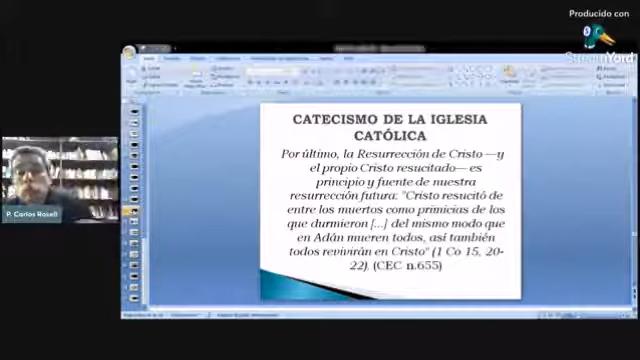 Producido con
StreamYard
CATECISMO DE LA IGLESIA
CATÓLICA
Por último, la Resurrección de Cristo —y
el propio Cristo resucitado— es
principio y fuente de nuestra
resurrección futura: "Cristo resucitó de
entre los muertos como primicias de los
que durmieron [...] del mismo modo que
en Adán mueren todos, así también
todos revivirán en Cristo" (1 Co 15, 20-
22). (CEC n.655)
P. Carlos Rosell